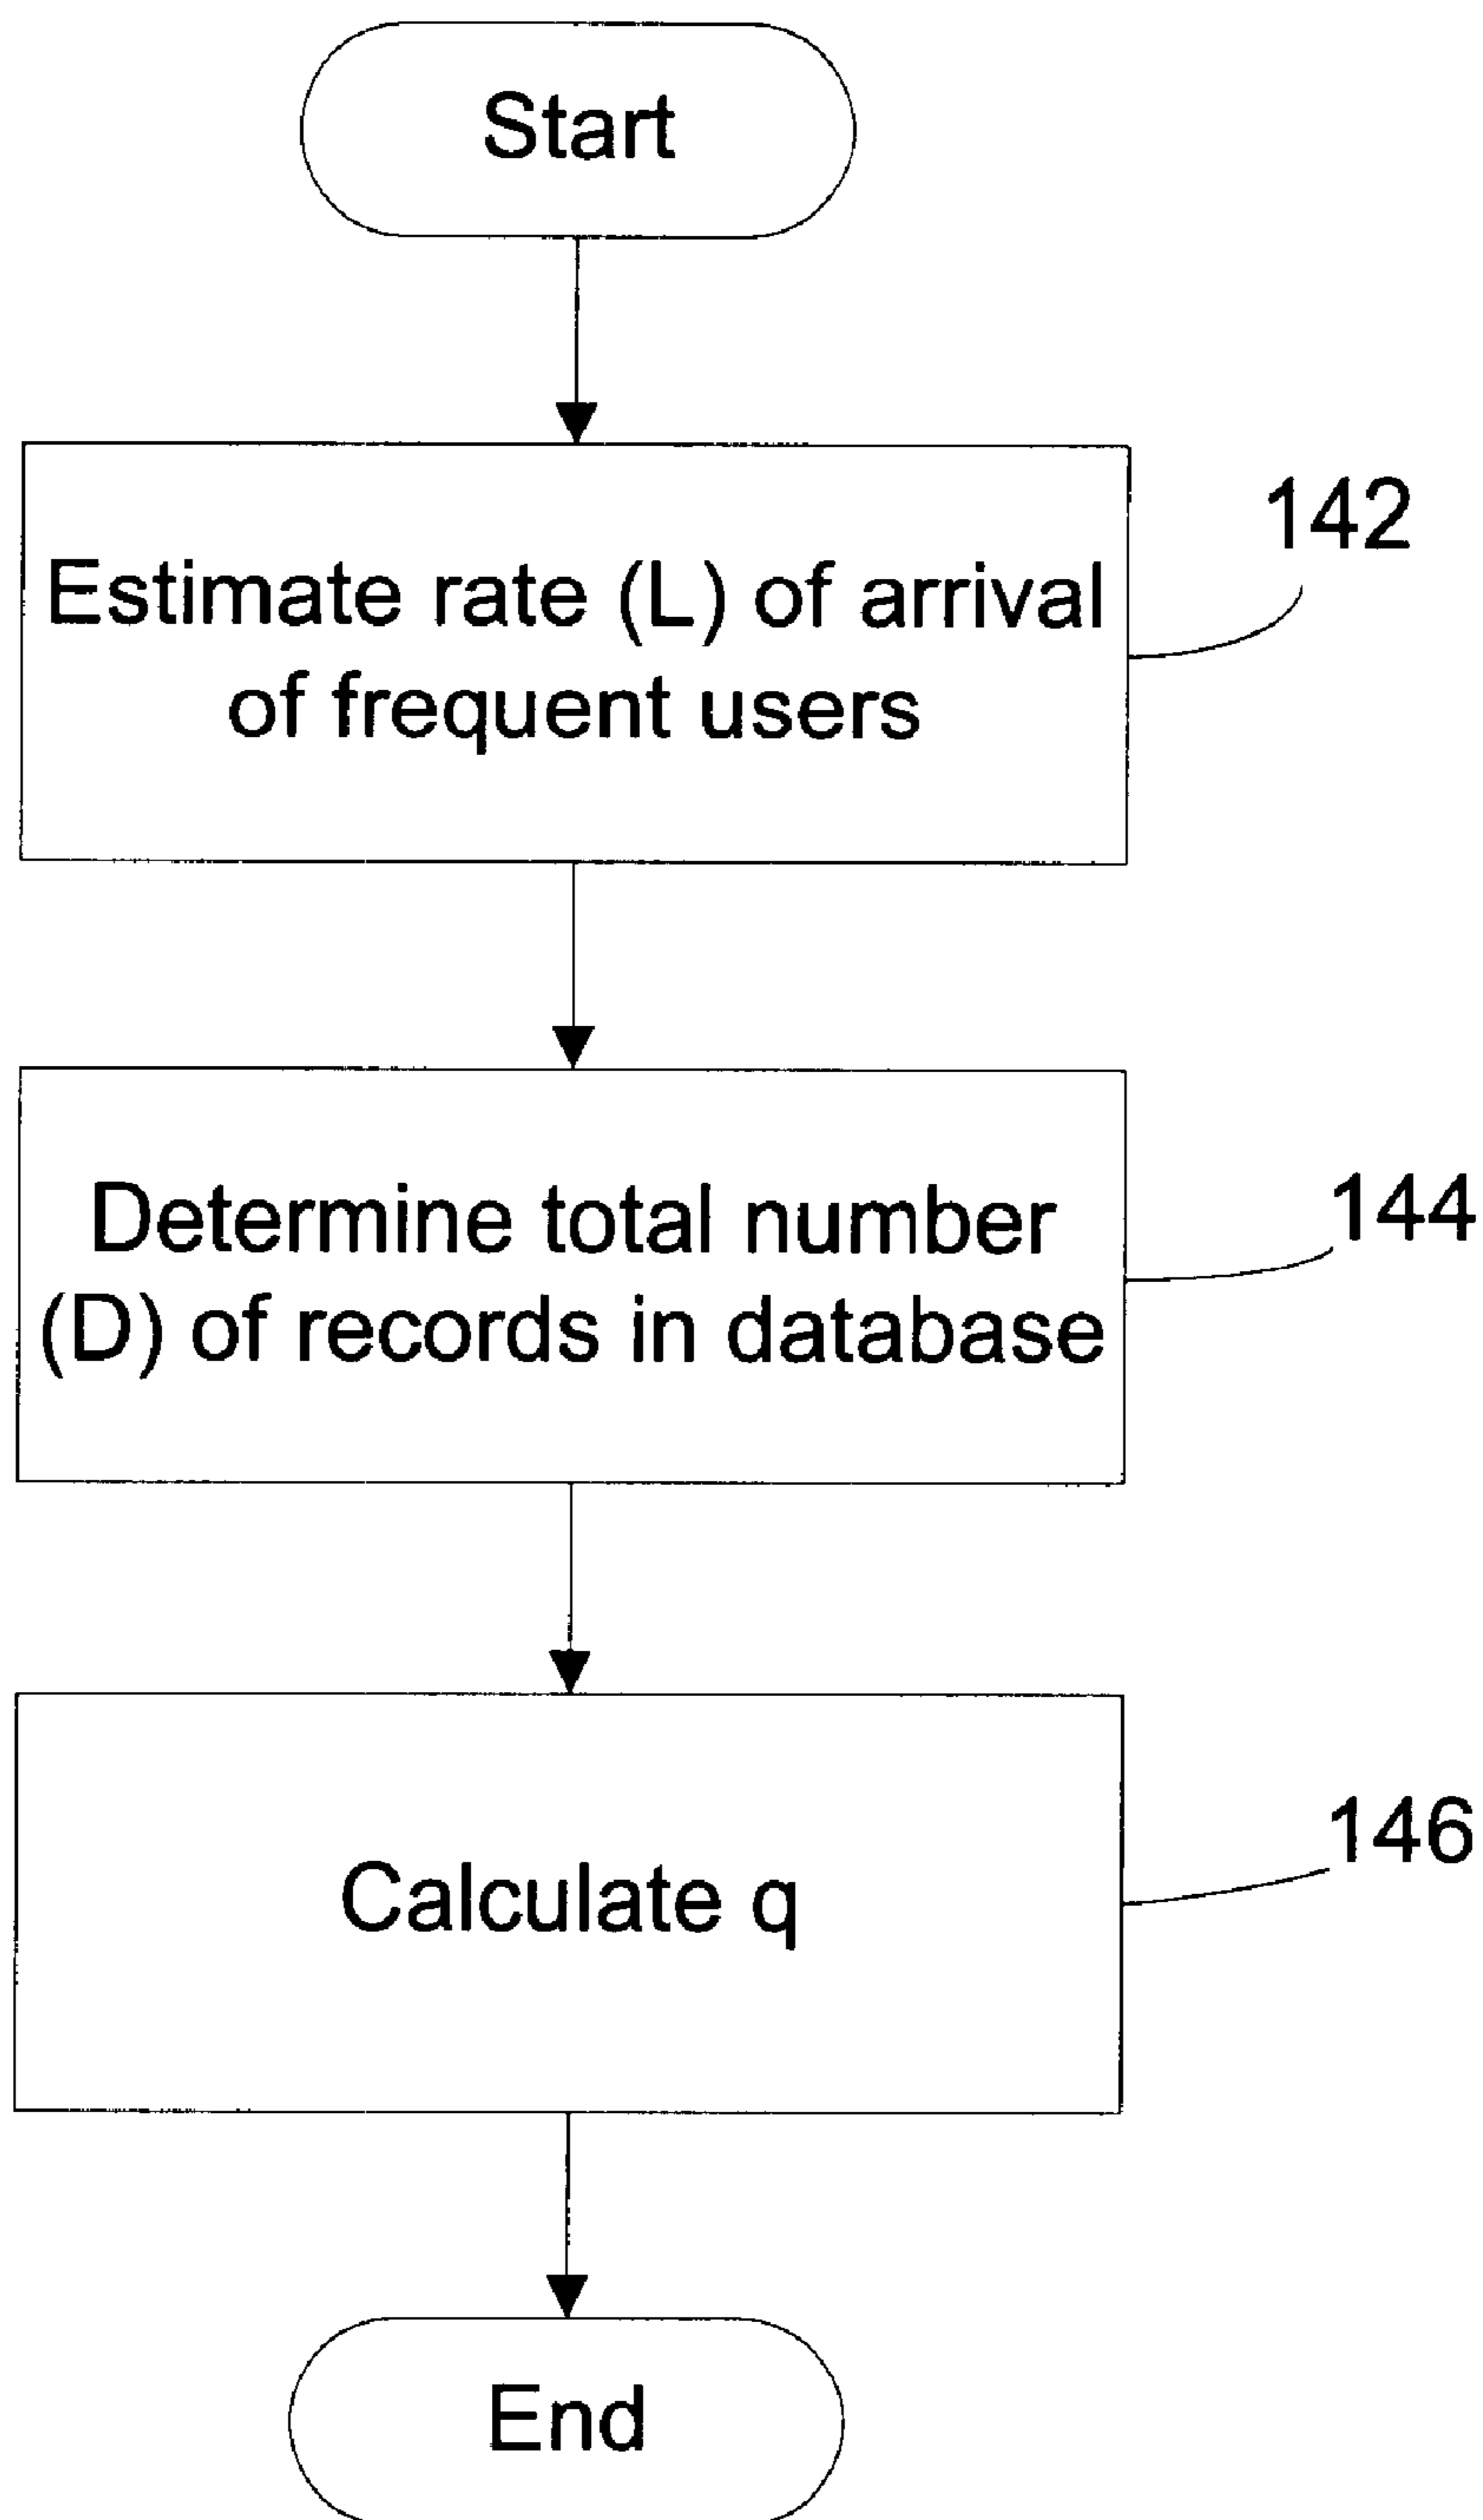 Start
142
Estimate rate (L) of arrival
of frequent users
144
Determine total number
(D) of records in database
146
Calculate q
End